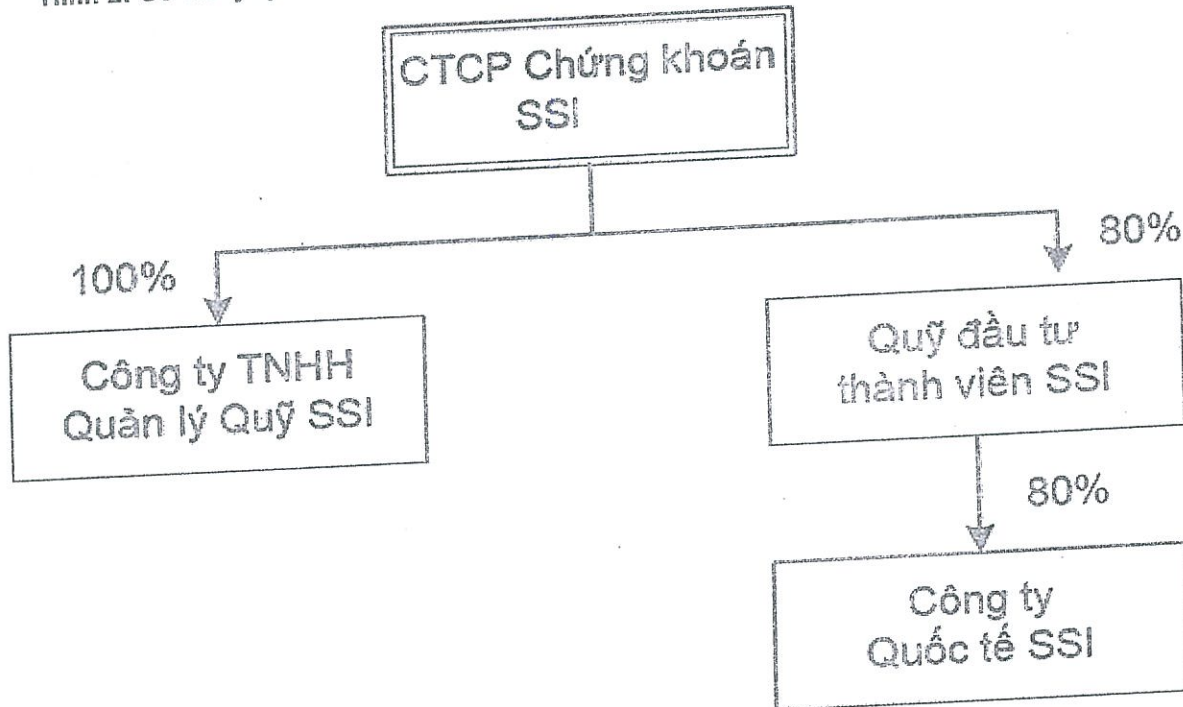 CTCP Chứng khoán
SSI
100%
80%
Công ty TNHH
Quản lý Quỹ SSI
Quỹ đầu tư
thành viên SSI
80%
Công ty
Quốc tế SSI